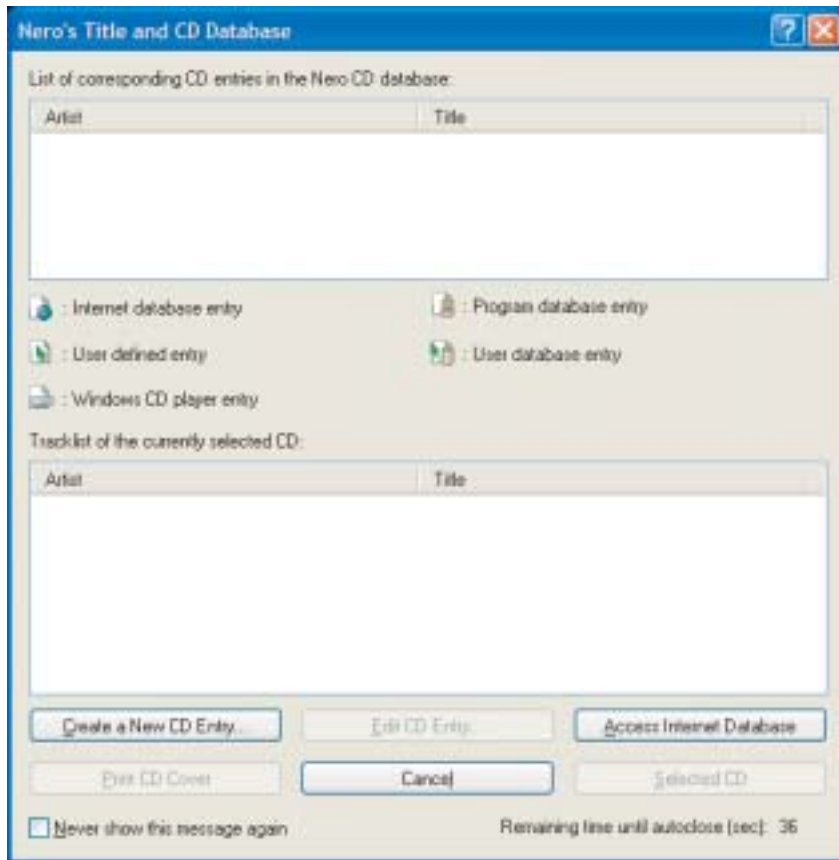 Nero's Title and CD Database
List of corresponding CD entries in the Nero CD database:
Artist Title
: Internet database entry : Program database entry
: User defined entry : User database entry
: Windows CD player entry
Tracklist of the currently selected CD:
Artist Title
Create a New CD Entry... Edit CD Entry... Access Internet Database
Print CD Cover Cancel Selected CD
Never show this message again Remaining time until autoclose [sec]: 36